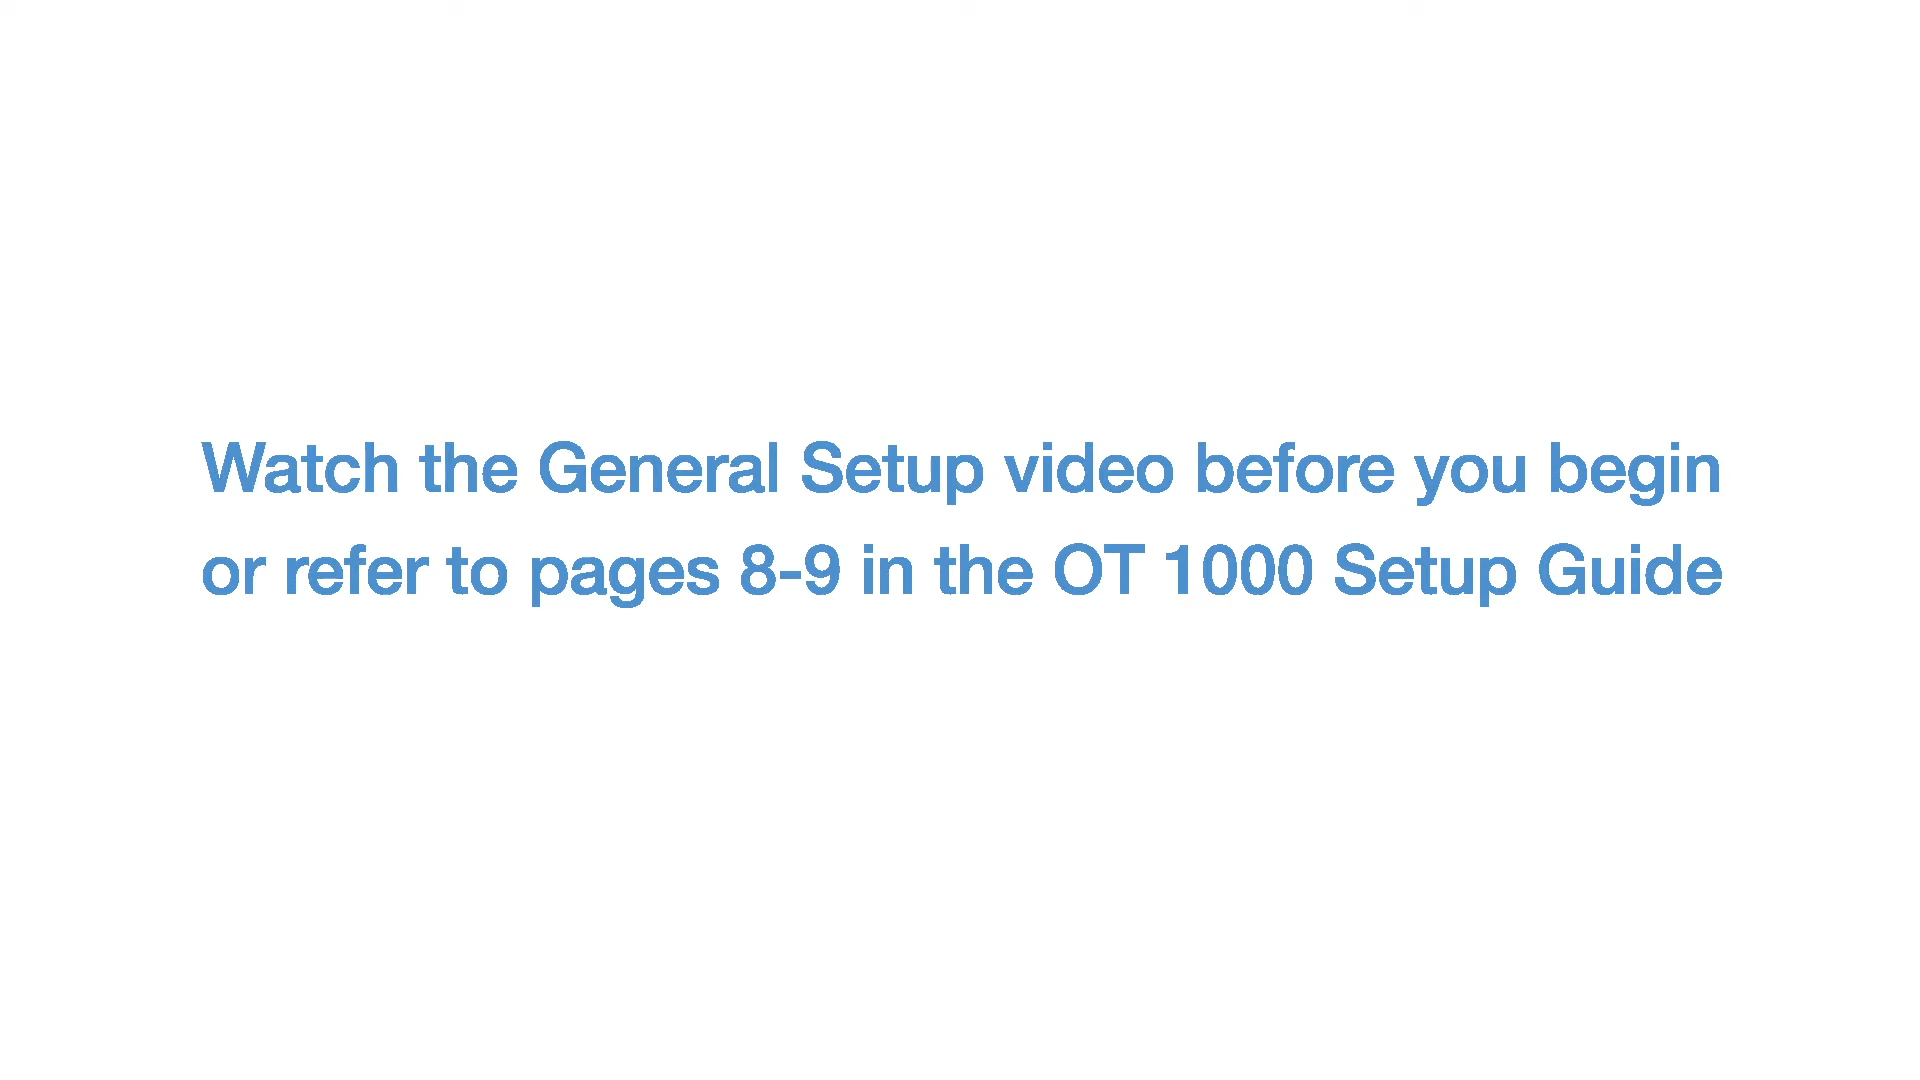 Watch the General Setup video before you begin
or refer to pages 8-9 in the OT 1000 Setup Guide